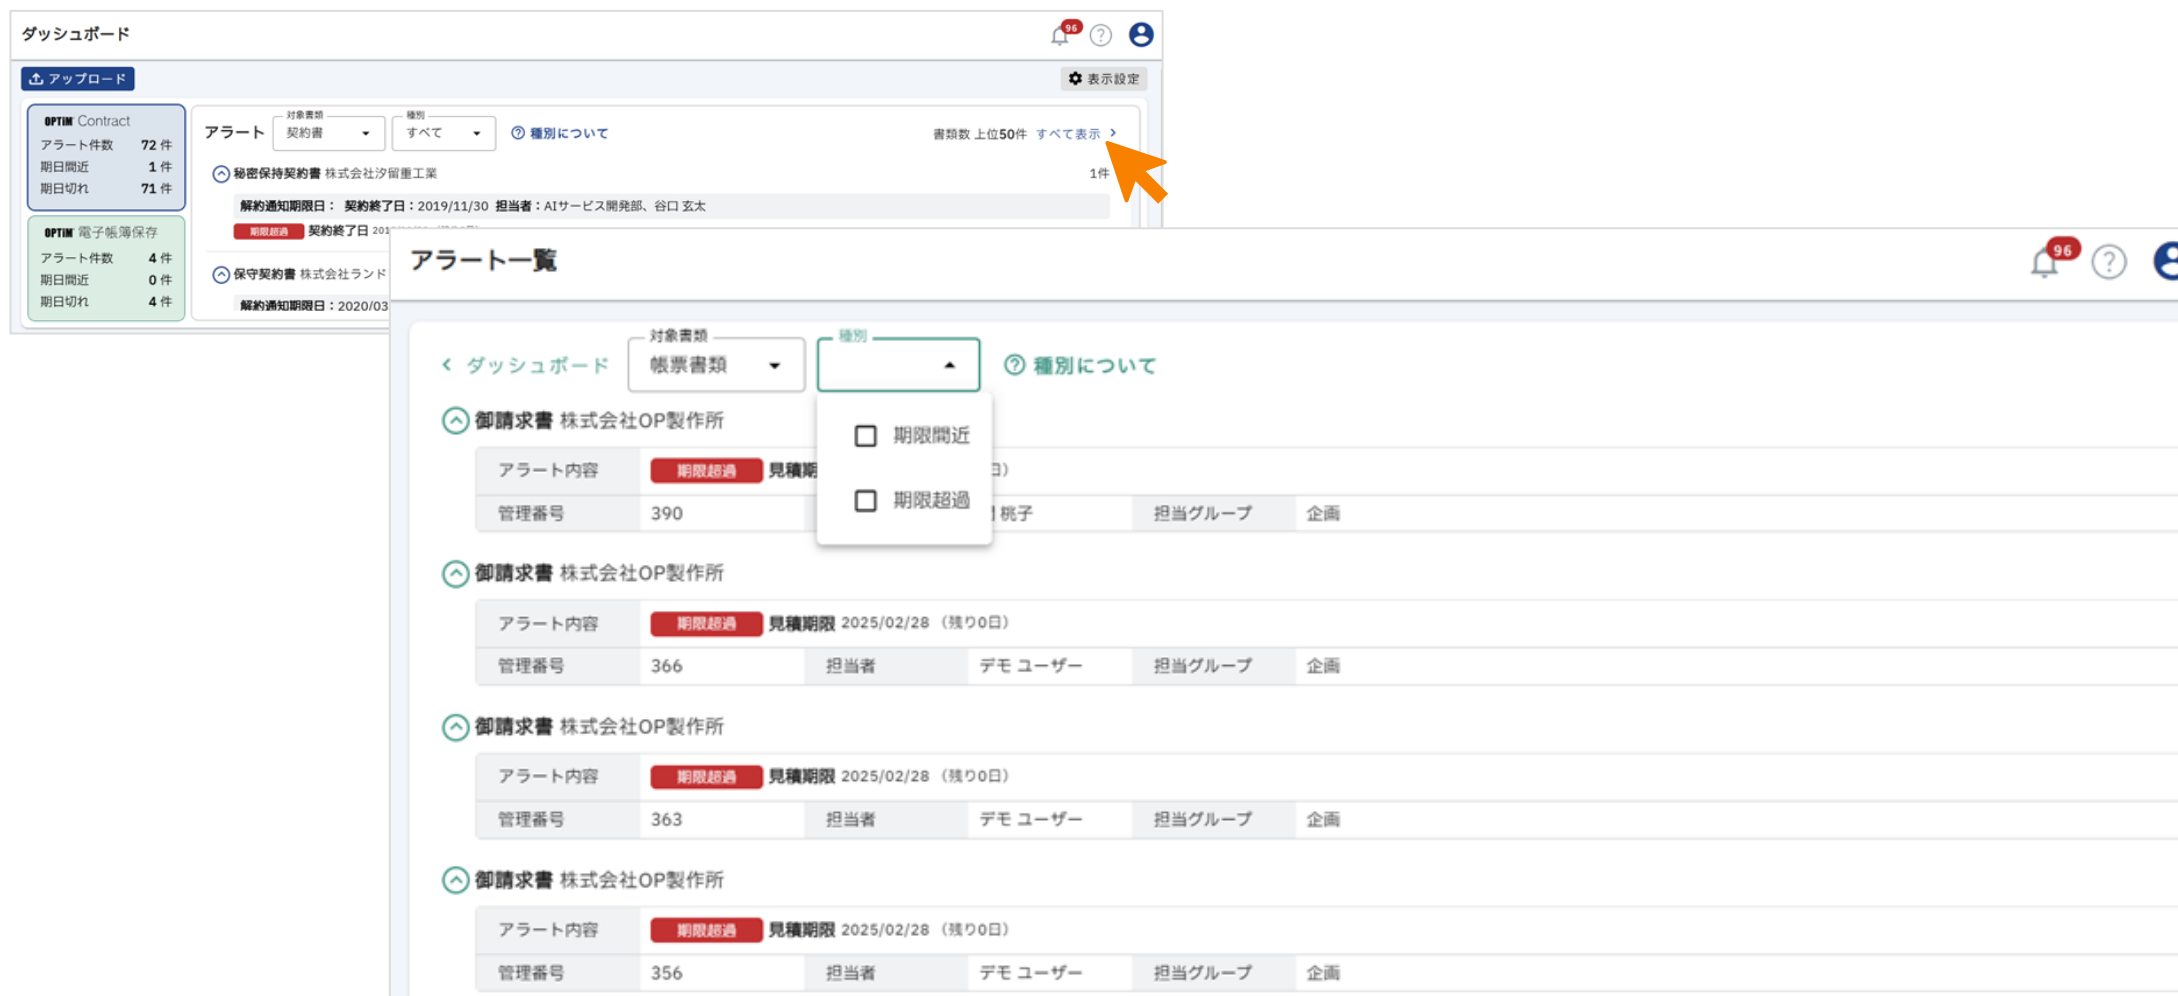 ダッシュボード
96
アップロード
表示設定
OPTiM Contract
アラート件数 72 件
期日間近 1 件
期日切れ 71 件
OPTiM 電子帳簿保存
アラート件数 4 件
期日間近 0 件
期日切れ 4 件
アラート 対象書類 契約書 種別 すべて 種別について 書類数 上位50件 すべて表示
秘密保持契約書 株式会社汐留重工業 1件
解約通知期限日： 契約終了日：2019/11/30 担当者：AIサービス開発部、谷口 玄太
期限超過 契約終了日
保守契約書 株式会社ランド
解約通知期限日：2020/03
アラート一覧
96
ダッシュボード 対象書類 帳票書類 種別 種別について
期限間近
期限超過
御請求書 株式会社OP製作所
アラート内容 期限超過 見積期 日）
管理番号 390 桃子 担当グループ 企画
御請求書 株式会社OP製作所
アラート内容 期限超過 見積期限 2025/02/28 （残り0日）
管理番号 366 担当者 デモ ユーザー 担当グループ 企画
御請求書 株式会社OP製作所
アラート内容 期限超過 見積期限 2025/02/28 （残り0日）
管理番号 363 担当者 デモ ユーザー 担当グループ 企画
御請求書 株式会社OP製作所
アラート内容 期限超過 見積期限 2025/02/28 （残り0日）
管理番号 356 担当者 デモ ユーザー 担当グループ 企画